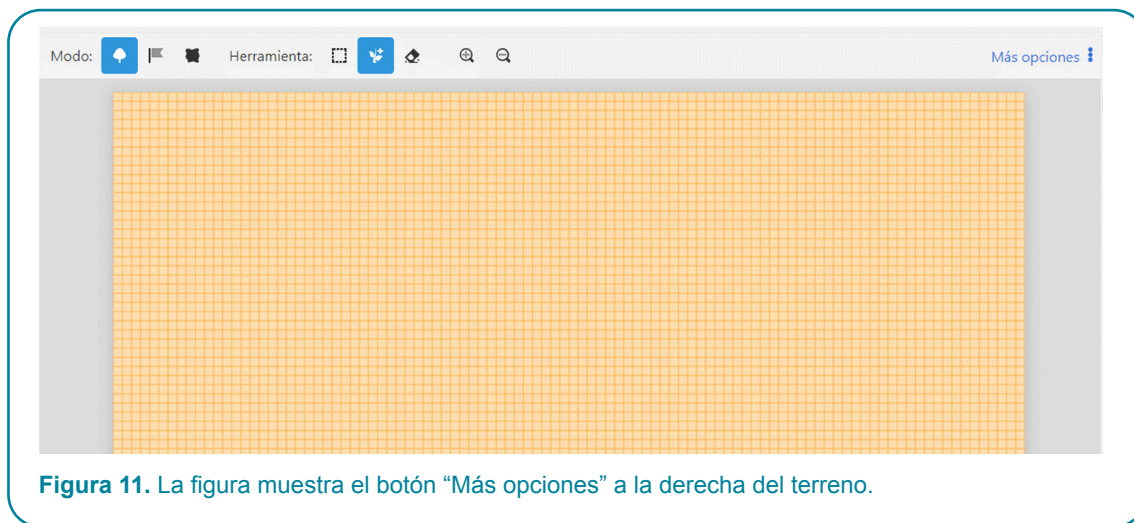 Modo: Herramienta: Más opciones
Figura 11. La figura muestra el botón “Más opciones” a la derecha del terreno.